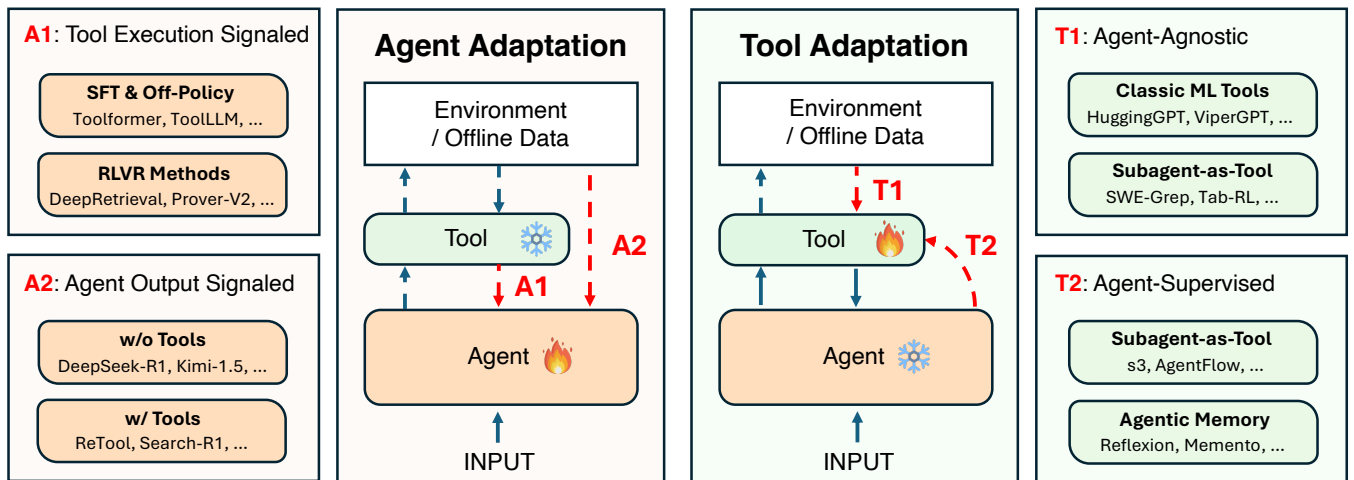 A1: Tool Execution Signaled
SFT & Off-Policy
Toolformer, ToolLLM, ...
RLVR Methods
DeepRetrieval, Prover-V2, ...
A2: Agent Output Signaled
w/o Tools
DeepSeek-R1, Kimi-1.5, ...
w/ Tools
ReTool, Search-R1, ...
Agent Adaptation
Environment
/ Offline Data
Tool
A2
A1
Agent
INPUT
Tool Adaptation
Environment
/ Offline Data
T1
Tool
T2
Agent
INPUT
T1: Agent-Agnostic
Classic ML Tools
HuggingGPT, ViperGPT, ...
Subagent-as-Tool
SWE-Grep, Tab-RL, ...
T2: Agent-Supervised
Subagent-as-Tool
s3, AgentFlow, ...
Agentic Memory
Reflexion, Memento, ...